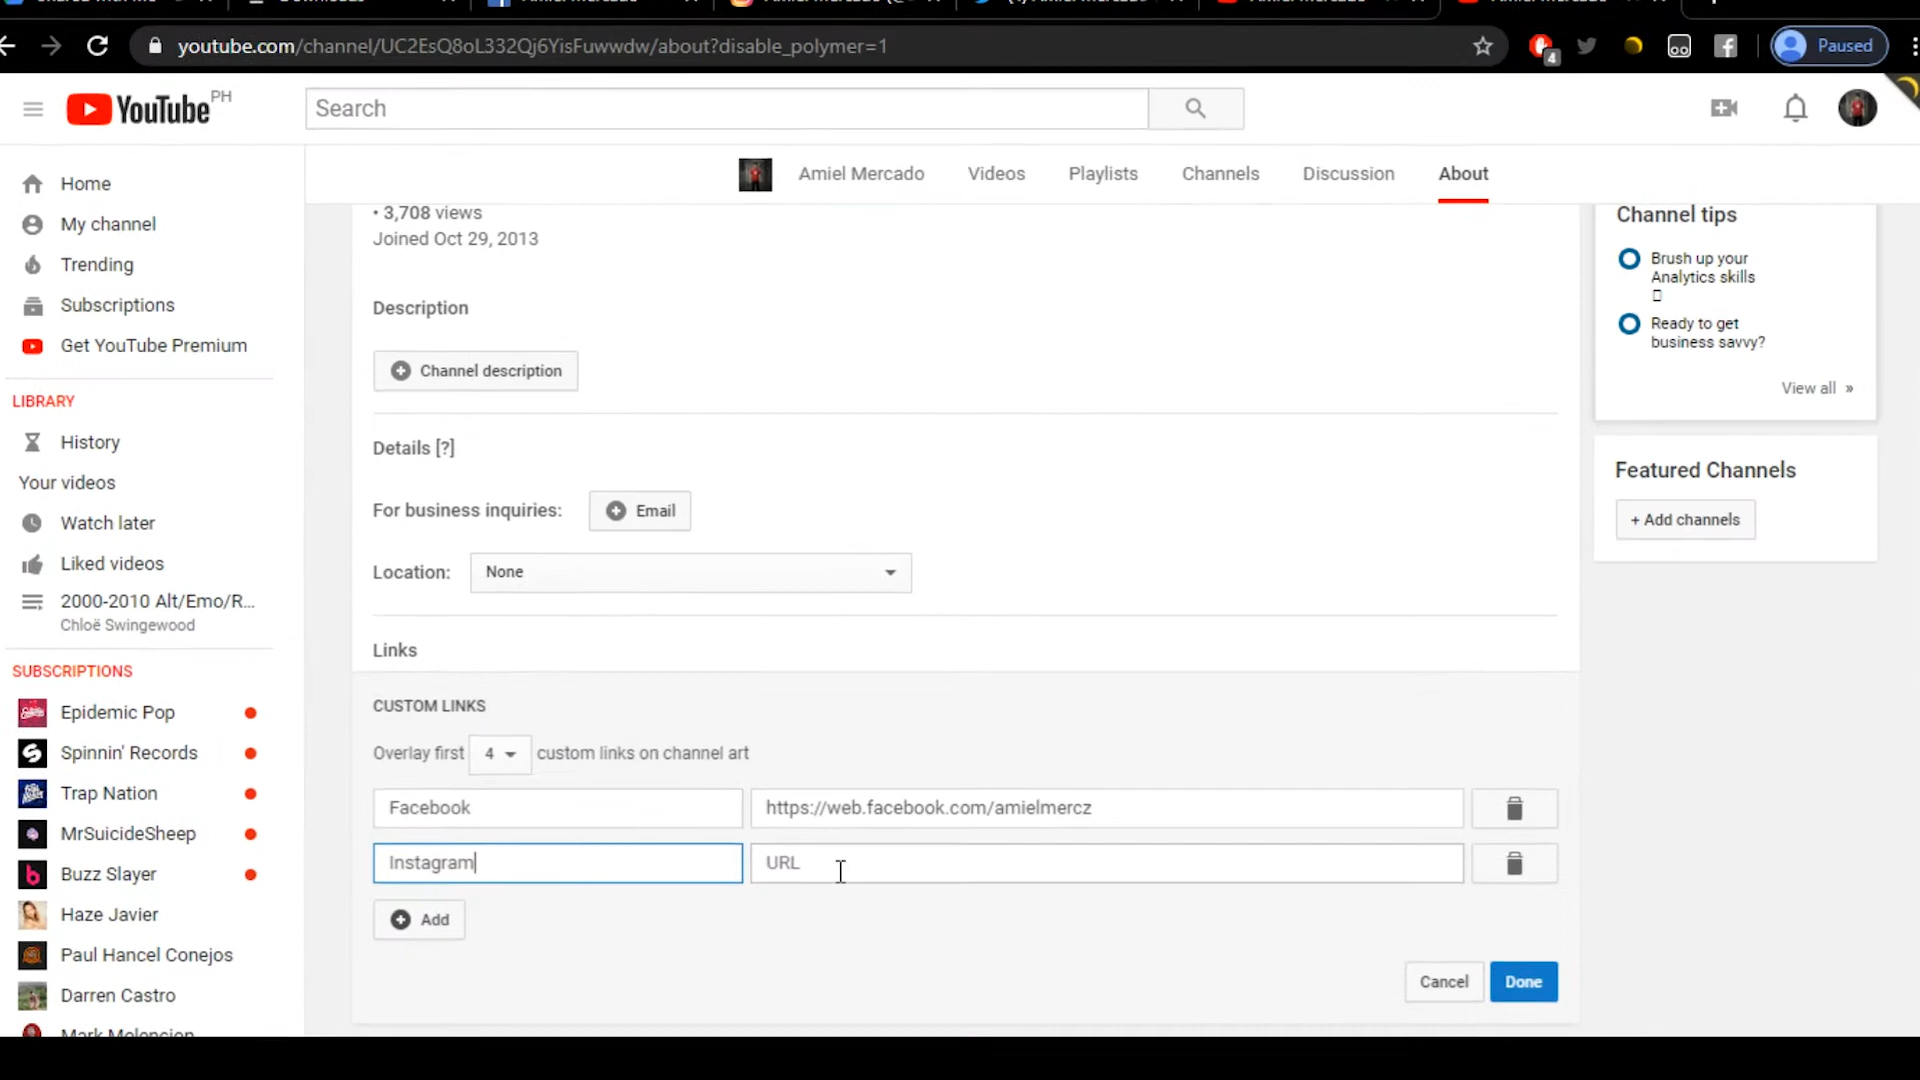 youtube.com/channel/UC2EsQ8oL332Qj6YisFuwwdw/about?disable_polymer=1
4
Paused
YouTube PH
Search
Amiel Mercado
Videos
Playlists
Channels
Discussion
About
Home
My channel
Trending
Subscriptions
Get YouTube Premium
LIBRARY
History
Your videos
Watch later
Liked videos
2000-2010 Alt/Emo/R...
Chloë Swingewood
SUBSCRIPTIONS
Epidemic Pop
Spinnin' Records
Trap Nation
MrSuicideSheep
Buzz Slayer
Haze Javier
Paul Hancel Conejos
Darren Castro
• 3,708 views
Joined Oct 29, 2013
Description
Channel description
Details [?]
For business inquiries:
Email
Location:
None
Links
CUSTOM LINKS
Overlay first 4 custom links on channel art
Facebook
https://web.facebook.com/amielmercz
Instagram
URL
Add
Cancel
Done
Channel tips
Brush up your
Analytics skills
Ready to get
business savvy?
View all »
Featured Channels
+ Add channels